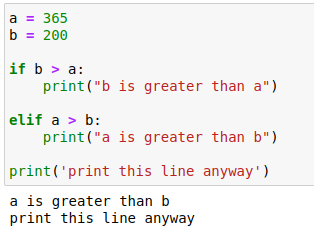 a = 365
b = 200
if b > a:
    print("b is greater than a")
elif a > b:
    print("a is greater than b")
print('print this line anyway')
a is greater than b
print this line anyway